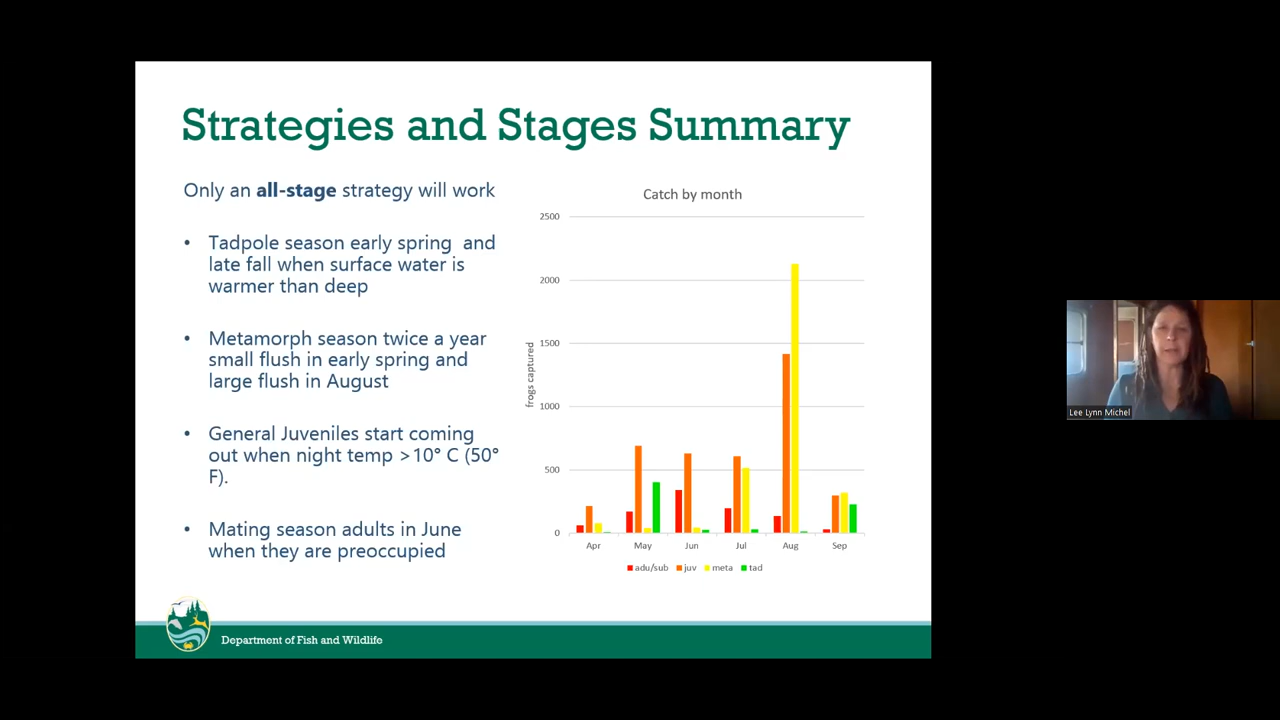 Strategies and Stages Summary
Only an all-stage strategy will work
• Tadpole season early spring and
late fall when surface water is
warmer than deep
• Metamorph season twice a year
small flush in early spring and
large flush in August
• General Juveniles start coming
out when night temp >10° C (50°
F).
• Mating season adults in June
when they are preoccupied
Catch by month
frogs captured
2500
2000
1500
1000
500
0
Apr May Jun Jul Aug Sep
adu/sub juv meta tad
Department of Fish and Wildlife
Lee Lynn Michel